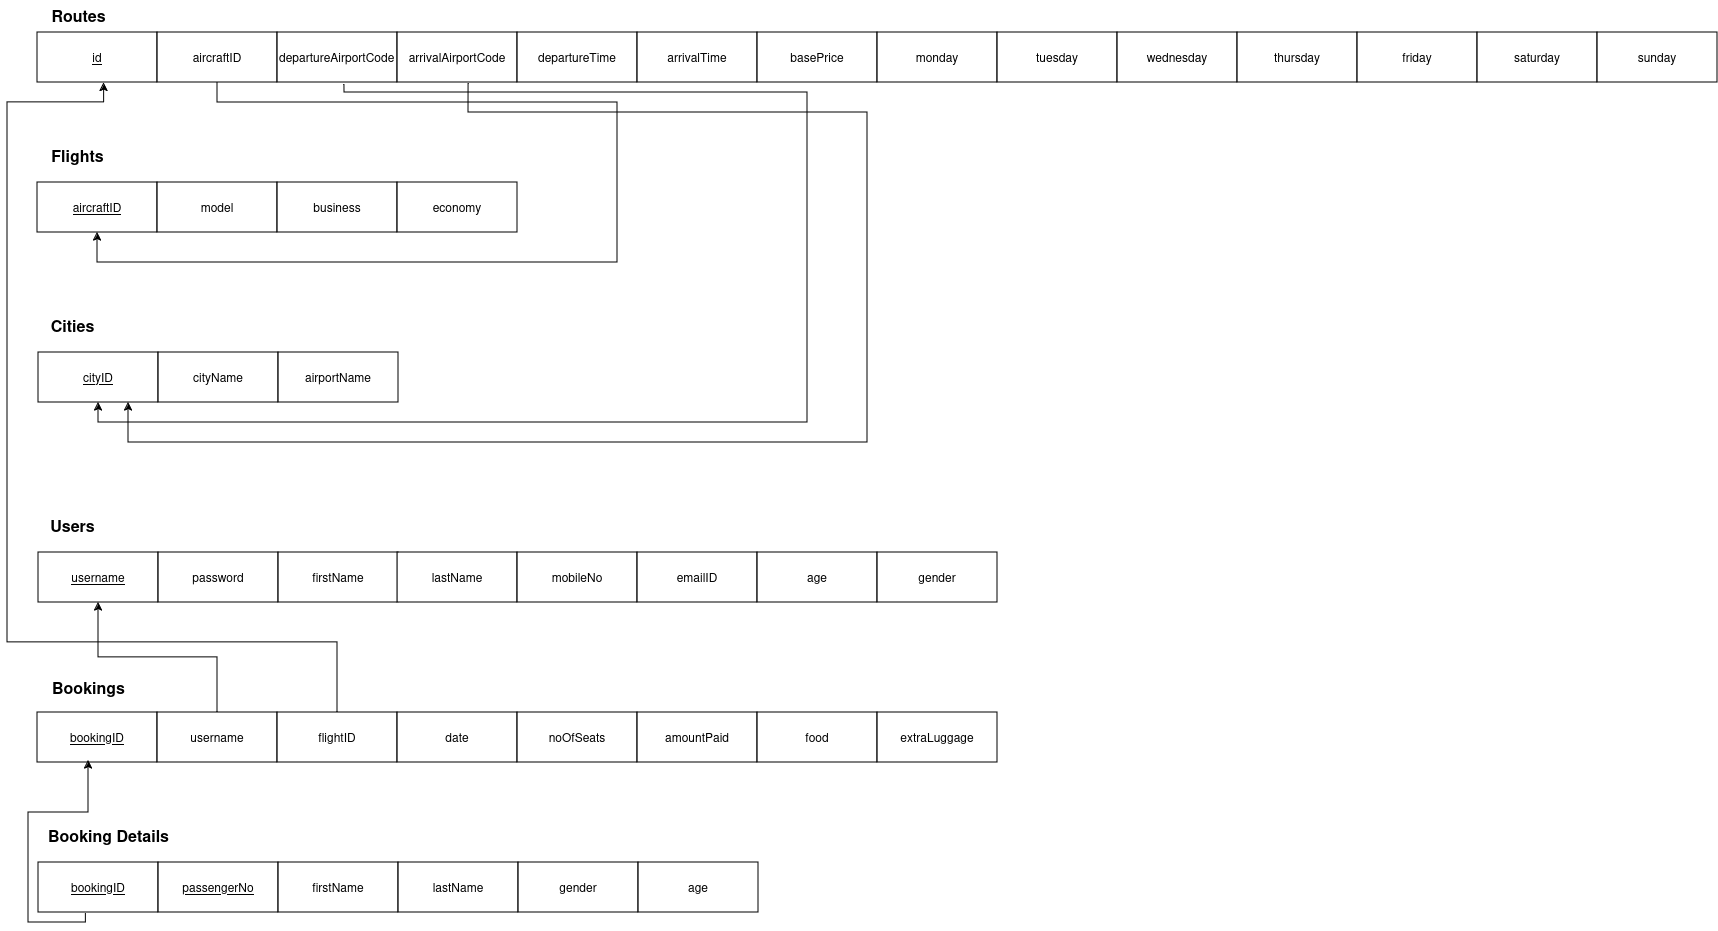 Routes
id aircraftID departureAirportCode arrivalAirportCode departureTime arrivalTime basePrice monday tuesday wednesday thursday friday saturday sunday
Flights
aircraftID model business economy
Cities
cityID cityName airportName
Users
username password firstName lastName mobileNo emailID age gender
Bookings
bookingID username flightID date noOfSeats amountPaid food extraLuggage
Booking Details
bookingID passengerNo firstName lastName gender age